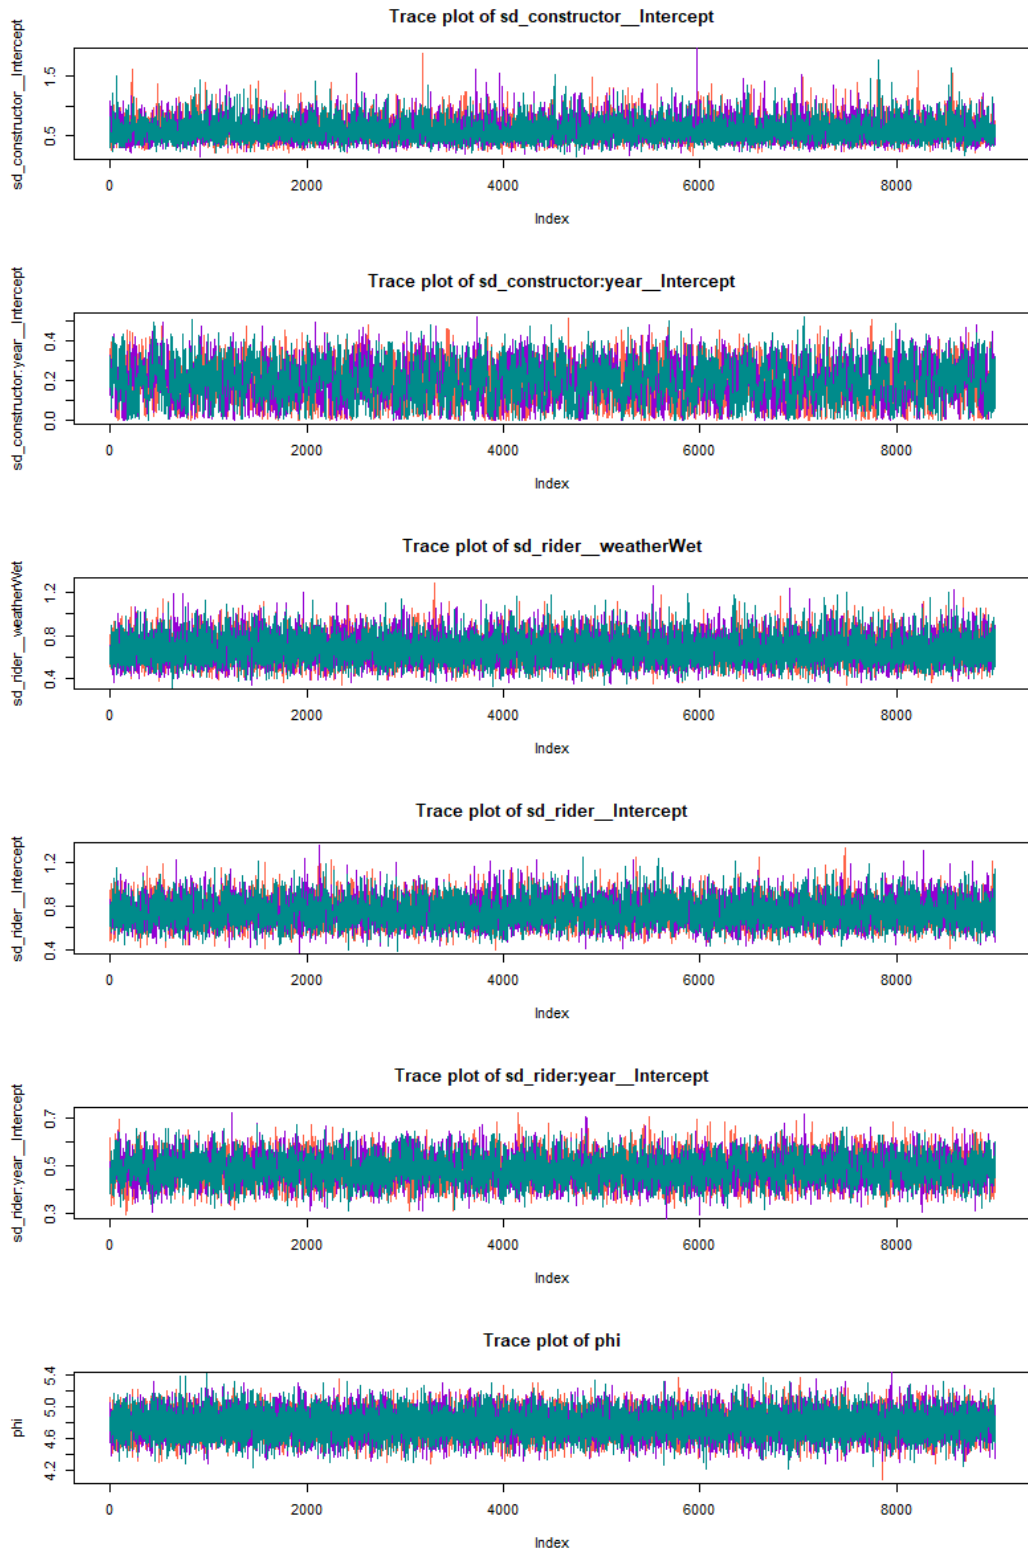 Trace plot of sd_constructor__Intercept
sd_constructor__Intercept
1.5
0.5
0 2000 4000 6000 8000
Index
Trace plot of sd_constructor:year__Intercept
sd_constructor:year__Intercept
0.4
0.2
0.0
0 2000 4000 6000 8000
Index
Trace plot of sd_rider__weatherWet
sd_rider__weatherWet
1.2
0.8
0.4
0 2000 4000 6000 8000
Index
Trace plot of sd_rider__Intercept
sd_rider__Intercept
1.2
0.8
0.4
0 2000 4000 6000 8000
Index
Trace plot of sd_rider:year__Intercept
sd_rider:year__Intercept
0.7
0.5
0.3
0 2000 4000 6000 8000
Index
Trace plot of phi
phi
5.4
5.0
4.6
4.2
0 2000 4000 6000 8000
Index